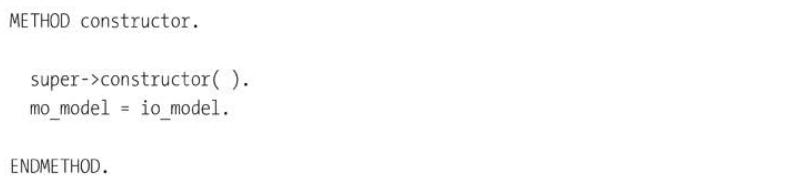 METHOD constructor.
super->constructor( ).
mo_model = io_model.
ENDMETHOD.